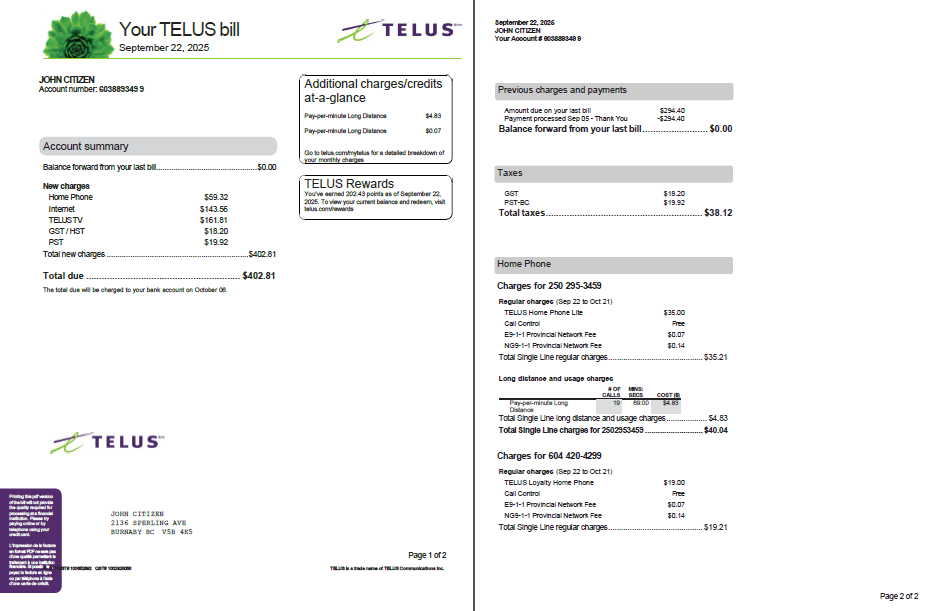 Your TELUS bill
September 22, 2025
TELUS
JOHN CITIZEN
Account number: 603889349 9
Account summary
Balance forward from your last bill...$0.00
New charges
Home Phone $59.32
Internet $143.56
TELUS TV $161.81
GST / HST $18.20
PST $19.92
Total new charges ...$402.81
Total due ... $402.81
The total due will be charged to your bank account on October 06.
Additional charges/credits
at-a-glance
Pay-per-minute Long Distance $4.83
Pay-per-minute Long Distance $0.07
Go to telus.com/mytelus for a detailed breakdown of
your monthly charges
TELUS Rewards
You've earned 202.43 points as of September 22,
2025. To view your current balance and redeem, visit
telus.com/rewards
TELUS
Printing this pdf version
of the bill will not provide
the quality required for
processing at a financial
institution. Please try
paying online or by
telephone using your
credit card.
L'impression de la facture
en format PDF ne sera pas
d'une qualité permettant le
traitement à une institution
financière. Si possible,
payez la facture en ligne
ou par téléphone à l'aide
d'une carte de crédit.
JOHN CITIZEN
2136 SPERLING AVE
BURNABY BC V5B 4K5
Page 1 of 2
TELUS is a trade name of TELUS Communications Inc.
September 22, 2025
JOHN CITIZEN
Your Account # 603889349 9
Previous charges and payments
Amount due on your last bill $294.40
Payment processed Sep 05 - Thank You -$294.40
Balance forward from your last bill... $0.00
Taxes
GST $18.20
PST-BC $19.92
Total taxes... $38.12
Home Phone
Charges for 250 295-3459
Regular charges (Sep 22 to Oct 21)
TELUS Home Phone Lite $35.00
Call Control Free
E9-1-1 Provincial Network Fee $0.07
NG9-1-1 Provincial Network Fee $0.14
Total Single Line regular charges... $35.21
Long distance and usage charges
# OF CALLS MINS: SECS COST ($)
Pay-per-minute Long Distance 19 69:00 $4.83
Total Single Line long distance and usage charges... $4.83
Total Single Line charges for 2502953459... $40.04
Charges for 604 420-4299
Regular charges (Sep 22 to Oct 21)
TELUS Loyalty Home Phone $19.00
Call Control Free
E9-1-1 Provincial Network Fee $0.07
NG9-1-1 Provincial Network Fee $0.14
Total Single Line regular charges... $19.21
Page 2 of 2